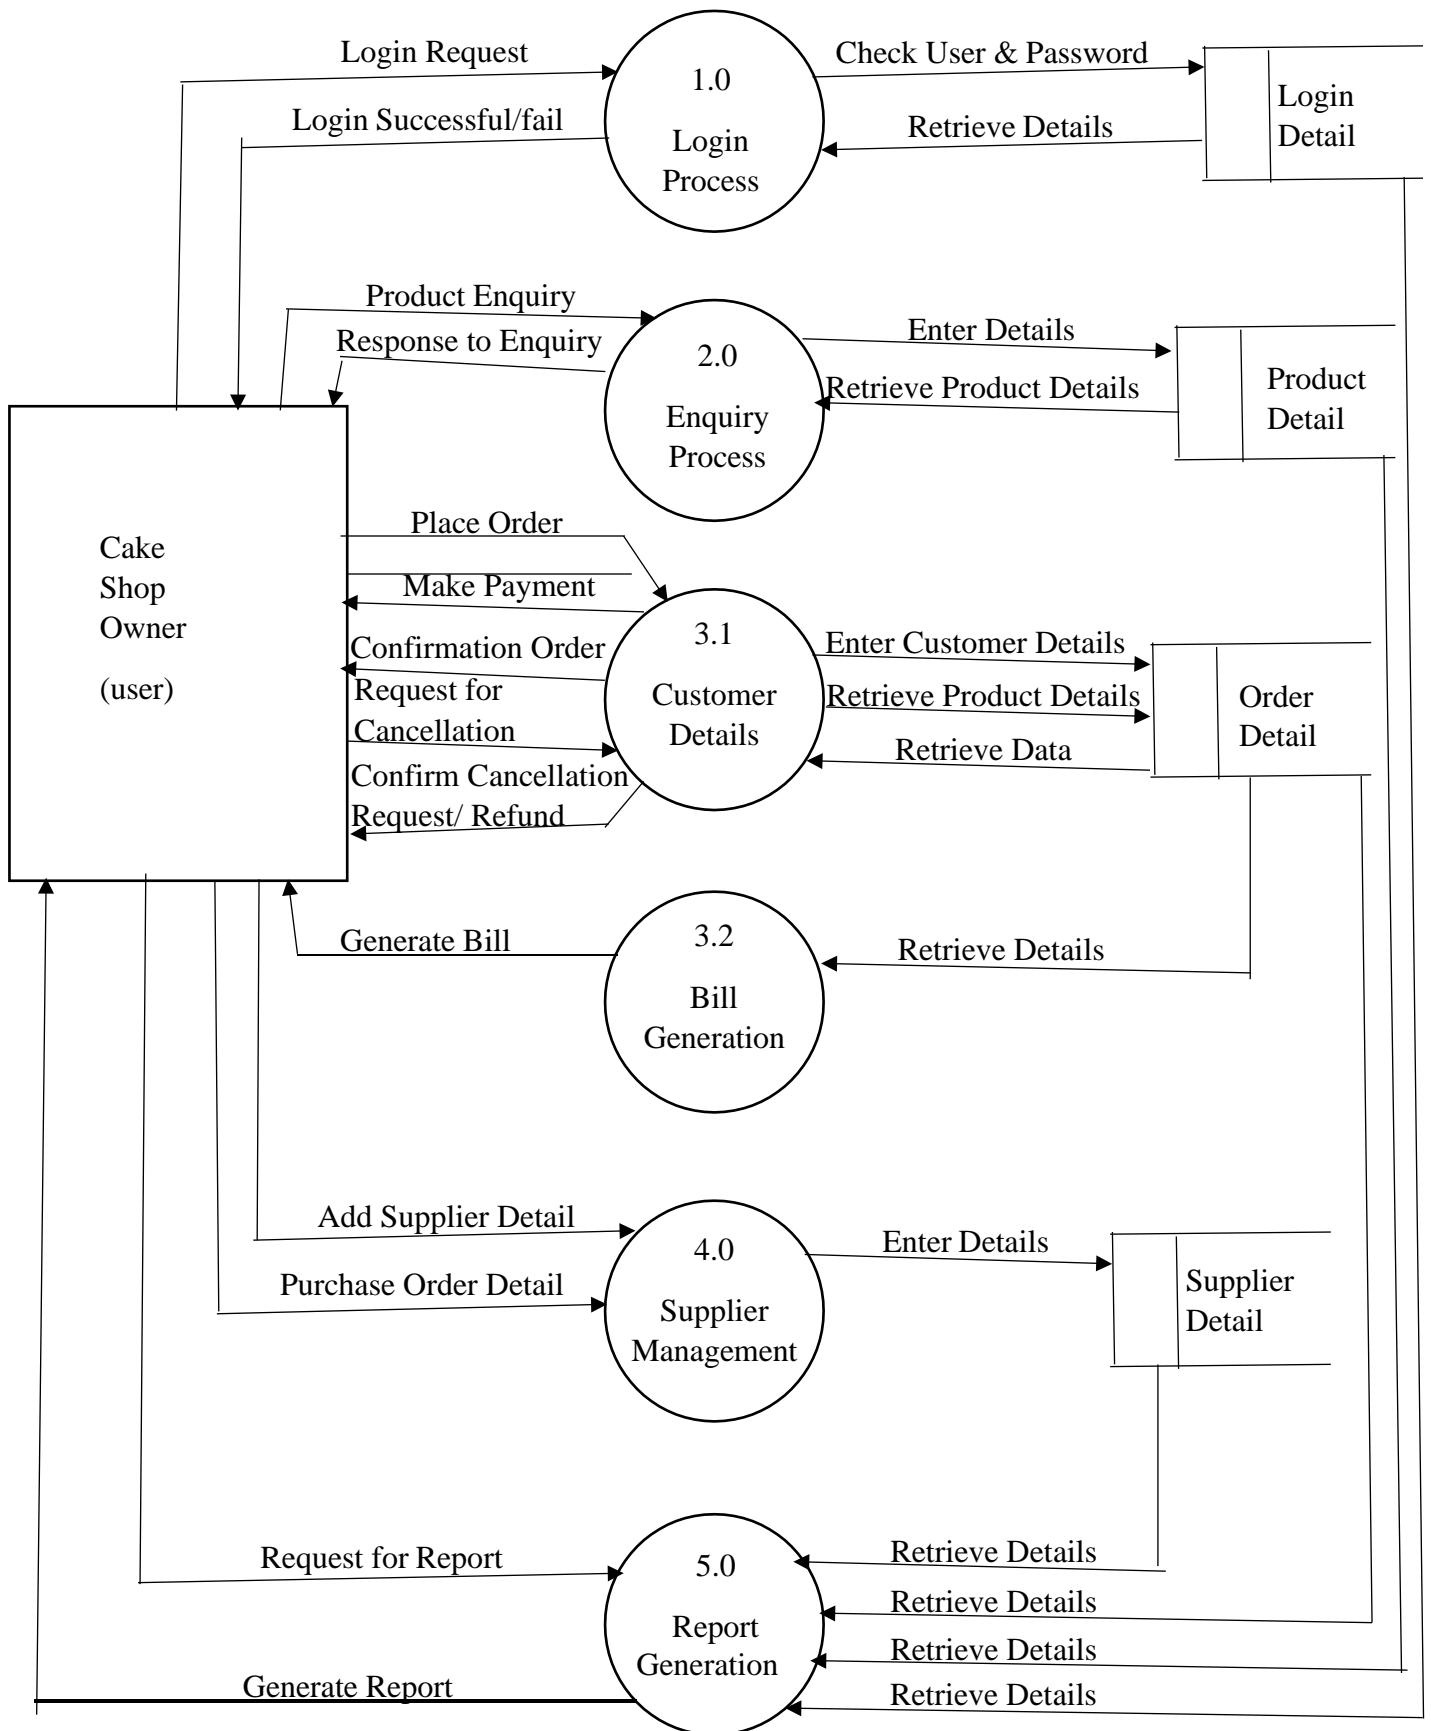 Login Request
Login Successful/fail
1.0
Login
Process
Check User & Password
Retrieve Details
Login
Detail
Product Enquiry
Response to Enquiry
2.0
Enquiry
Process
Enter Details
Retrieve Product Details
Product
Detail
Cake
Shop
Owner
(user)
Place Order
Make Payment
Confirmation Order
Request for
Cancellation
Confirm Cancellation
Request/ Refund
3.1
Customer
Details
Enter Customer Details
Retrieve Product Details
Retrieve Data
Order
Detail
Generate Bill
3.2
Bill
Generation
Retrieve Details
Add Supplier Detail
Purchase Order Detail
4.0
Supplier
Management
Enter Details
Supplier
Detail
Request for Report
Generate Report
5.0
Report
Generation
Retrieve Details
Retrieve Details
Retrieve Details
Retrieve Details